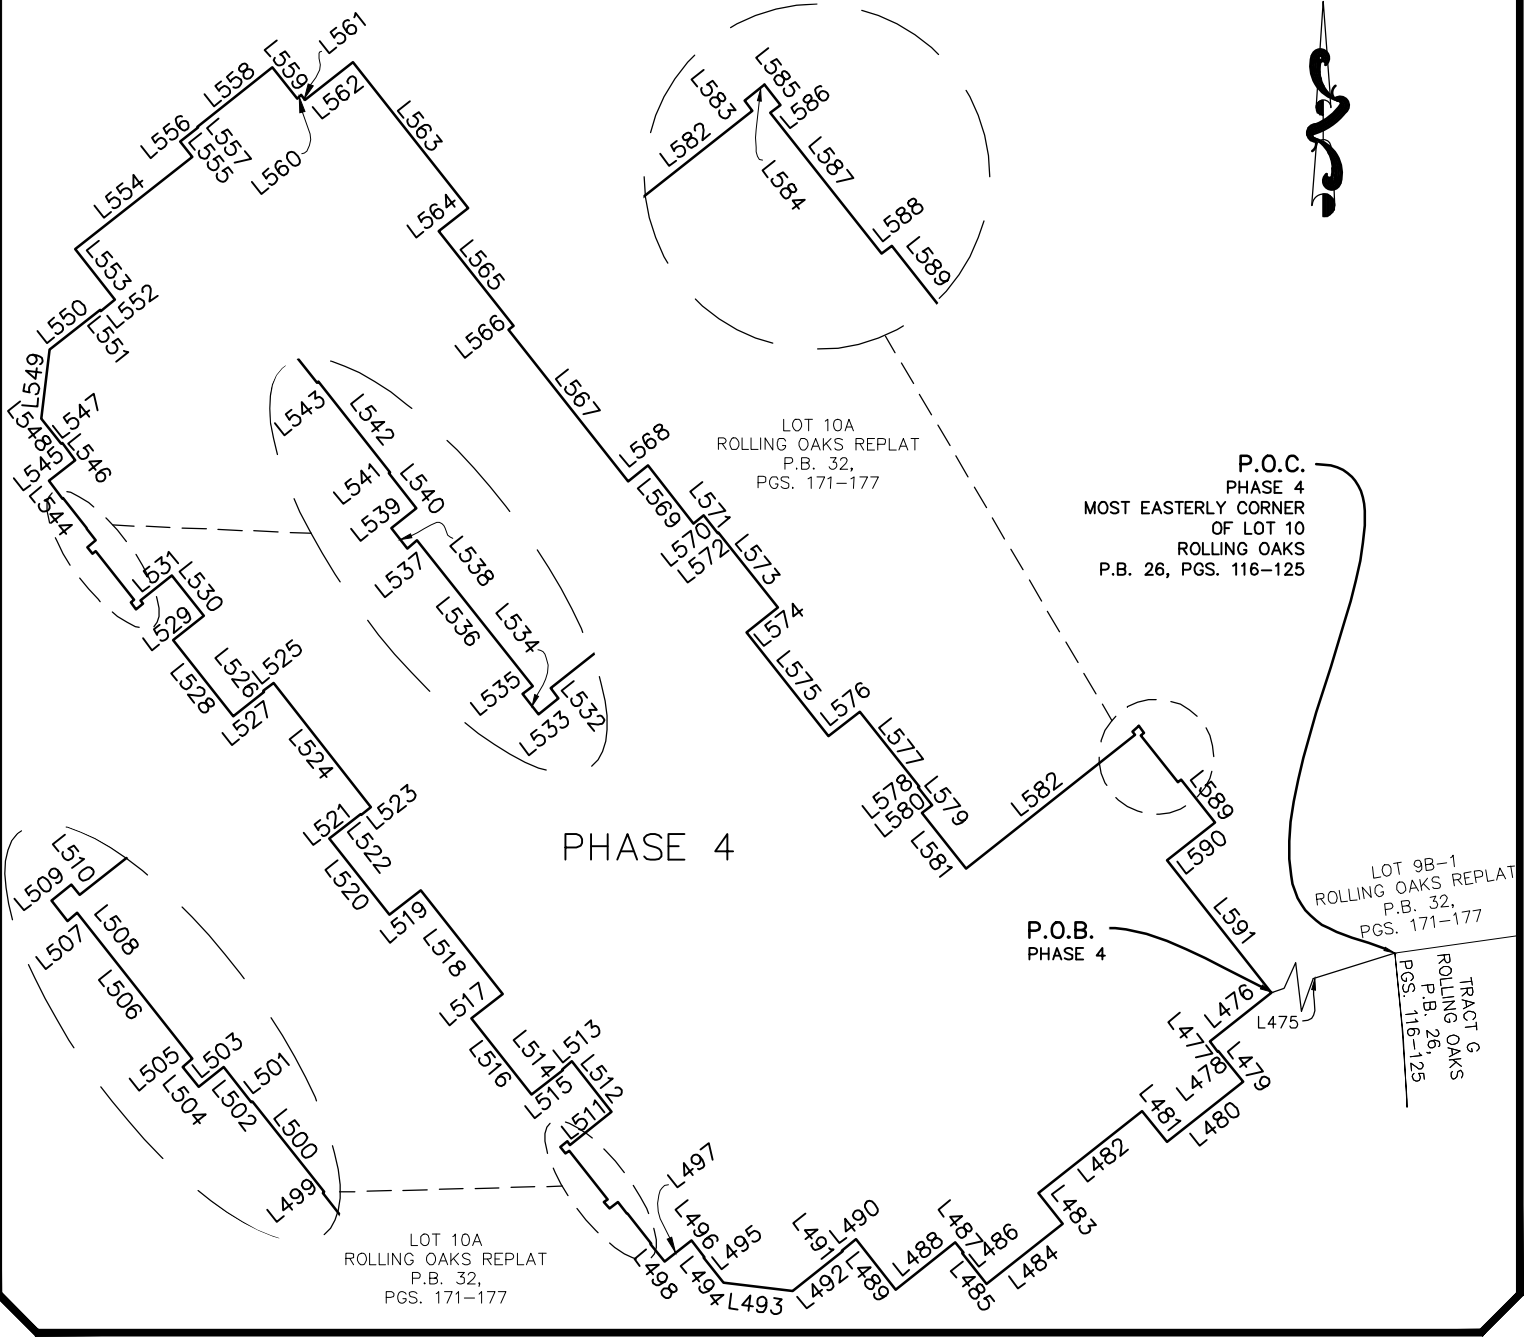 L561
L559
L558
L562
L556
L557
L555
L560
L563
L554
L564
L553
L565
L550
L552
L551
L566
L549
L547
L548
L546
L545
L544
L567
L568
L569
L571
L570
L572
L573
L574
L575
L576
L577
L578
L580
L579
L581
L582
L589
L590
L591
L585
L583
L586
L582
L584
L587
L588
L589
LOT 10A
ROLLING OAKS REPLAT
P.B. 32,
PGS. 171-177
P.O.C.
PHASE 4
MOST EASTERLY CORNER
OF LOT 10
ROLLING OAKS
P.B. 26, PGS. 116-125
L543
L542
L541
L540
L539
L538
L537
L536
L534
L535
L533
L532
L531
L530
L529
L528
L526
L525
L527
L524
L523
L521
L522
L520
L519
L518
L517
L516
L513
L514
L515
L512
L511
PHASE 4
L510
L509
L508
L507
L506
L505
L503
L504
L501
L502
L500
L499
LOT 10A
ROLLING OAKS REPLAT
P.B. 32,
PGS. 171-177
L497
L496
L495
L498
L494
L493
L491
L490
L492
L489
L488
L487
L486
L485
L484
L483
L482
L481
L480
L479
L478
L477
L476
L475
P.O.B.
PHASE 4
LOT 9B-1
ROLLING OAKS REPLAT
P.B. 32,
PGS. 171-177
TRACT G
ROLLING OAKS
P.B. 26,
PGS. 116-125